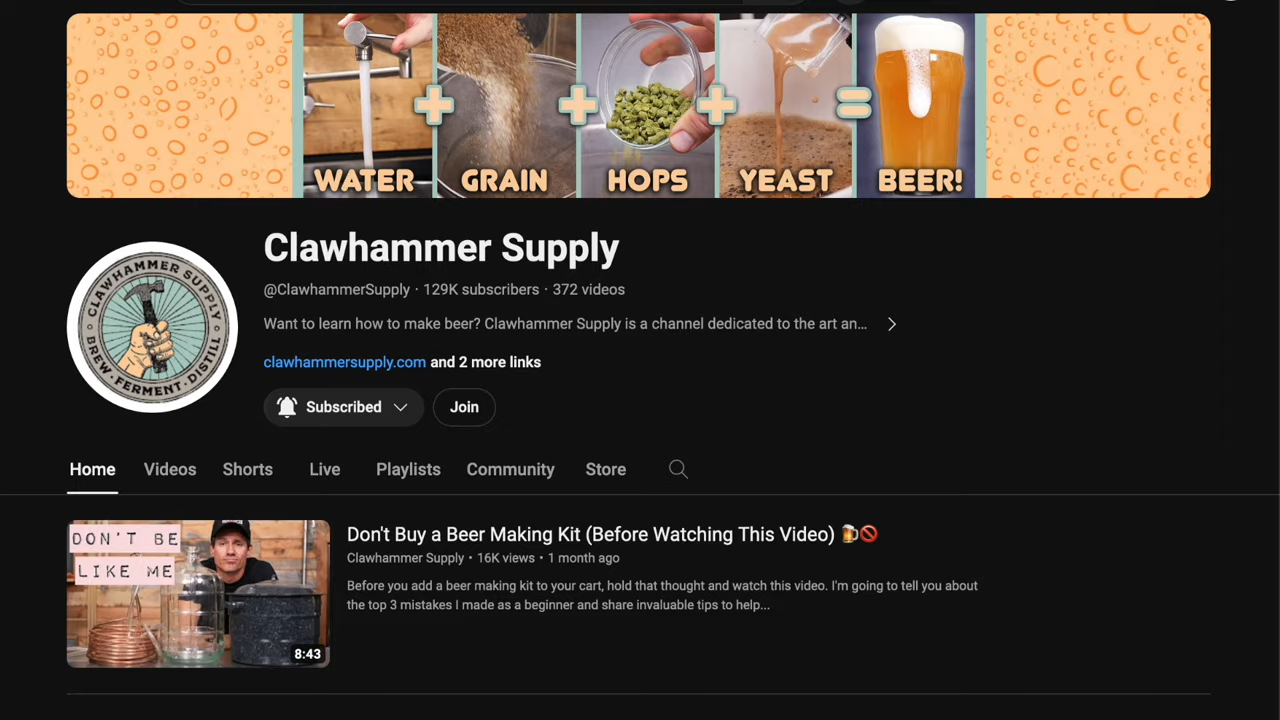 WATER GRAIN HOPS YEAST BEER!
Clawhammer Supply
@ClawhammerSupply · 129K subscribers · 372 videos
Want to learn how to make beer? Clawhammer Supply is a channel dedicated to the art an...
clawhammersupply.com and 2 more links
CLAWHAMMER SUPPLY
BREW · FERMENT · DISTILL
Subscribed Join
Home Videos Shorts Live Playlists Community Store
DON'T BE
LIKE ME
8:43
Don't Buy a Beer Making Kit (Before Watching This Video) 🍺🚫
Clawhammer Supply • 16K views • 1 month ago
Before you add a beer making kit to your cart, hold that thought and watch this video. I'm going to tell you about
the top 3 mistakes I made as a beginner and share invaluable tips to help...